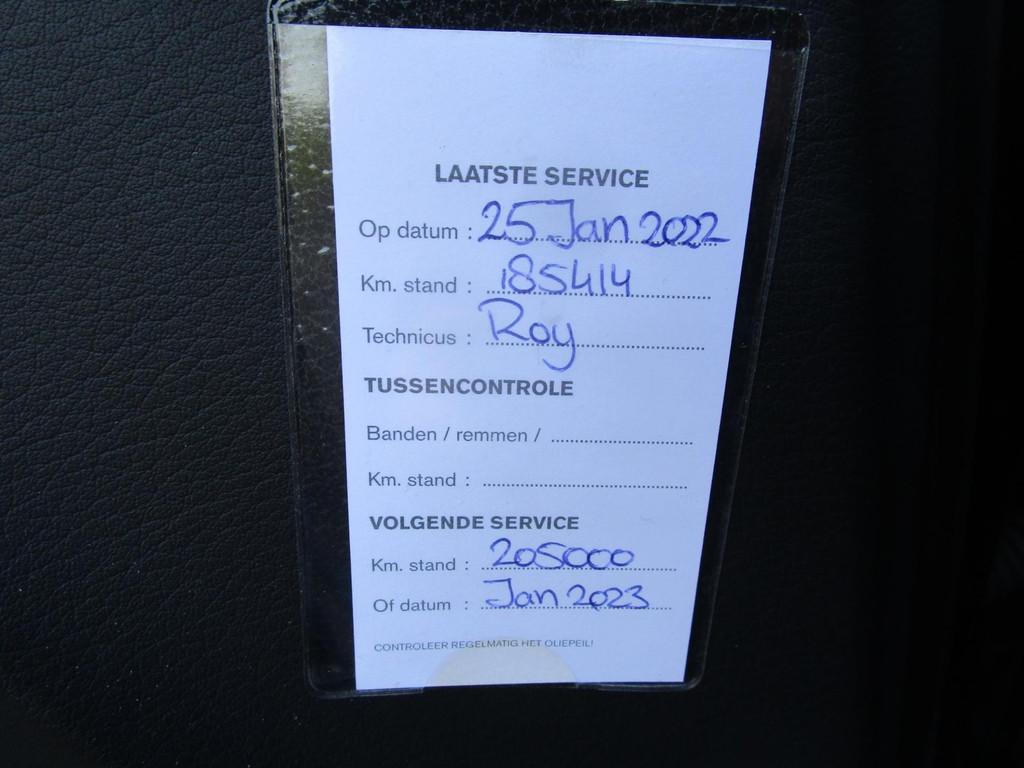 LAATSTE SERVICE
Op datum : 25 Jan 2022
Km. stand : 185414
Technicus : Roy
TUSSENCONTROLE
Banden / remmen /
Km. stand :
VOLGENDE SERVICE
Km. stand : 205000
Of datum : Jan 2023
CONTROLEER REGELMATIG HET OLIEPEIL!